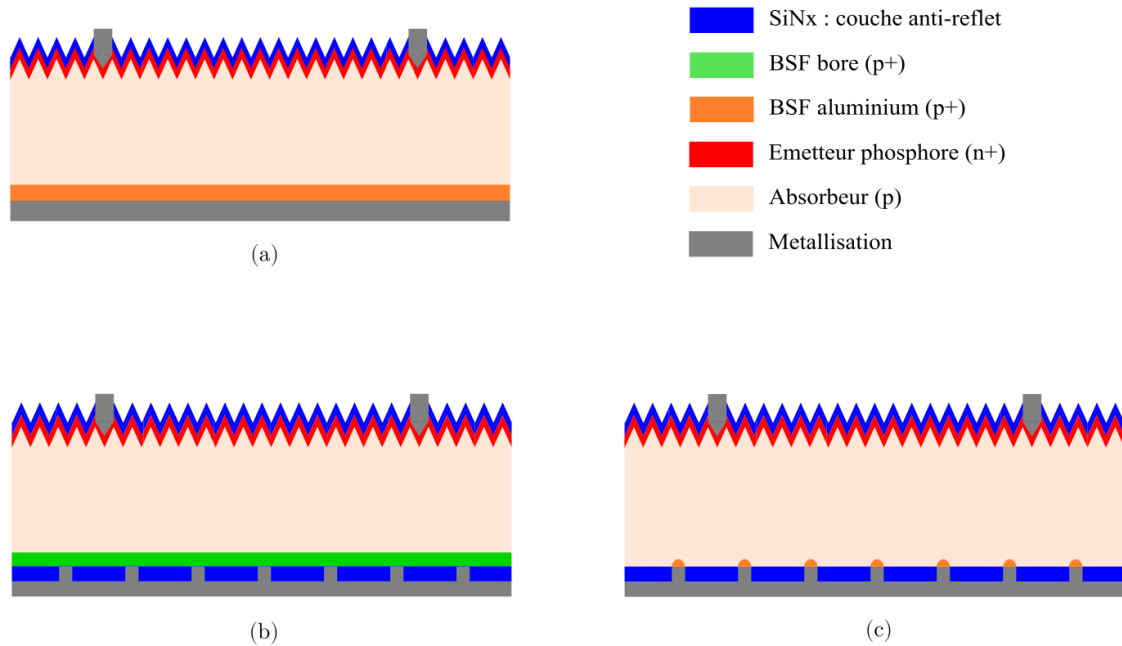 SiNx : couche anti-reflet
BSF bore (p+)
BSF aluminium (p+)
Emetteur phosphore (n+)
Absorbeur (p)
Metallisation
(a)
(b)
(c)